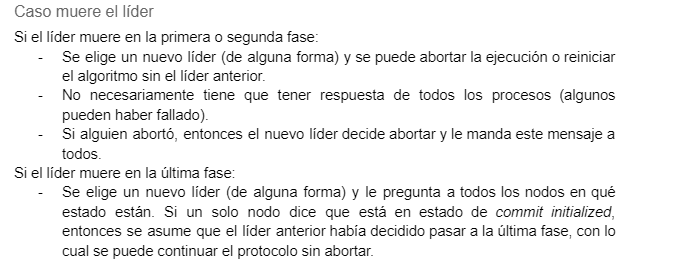 Caso muere el líder
Si el líder muere en la primera o segunda fase:
- Se elige un nuevo líder (de alguna forma) y se puede abortar la ejecución o reiniciar
el algoritmo sin el líder anterior.
- No necesariamente tiene que tener respuesta de todos los procesos (algunos
pueden haber fallado).
- Si alguien abortó, entonces el nuevo líder decide abortar y le manda este mensaje a
todos.
Si el líder muere en la última fase:
- Se elige un nuevo líder (de alguna forma) y le pregunta a todos los nodos en qué
estado están. Si un solo nodo dice que está en estado de commit initialized,
entonces se asume que el líder anterior había decidido pasar a la última fase, con lo
cual se puede continuar el protocolo sin abortar.